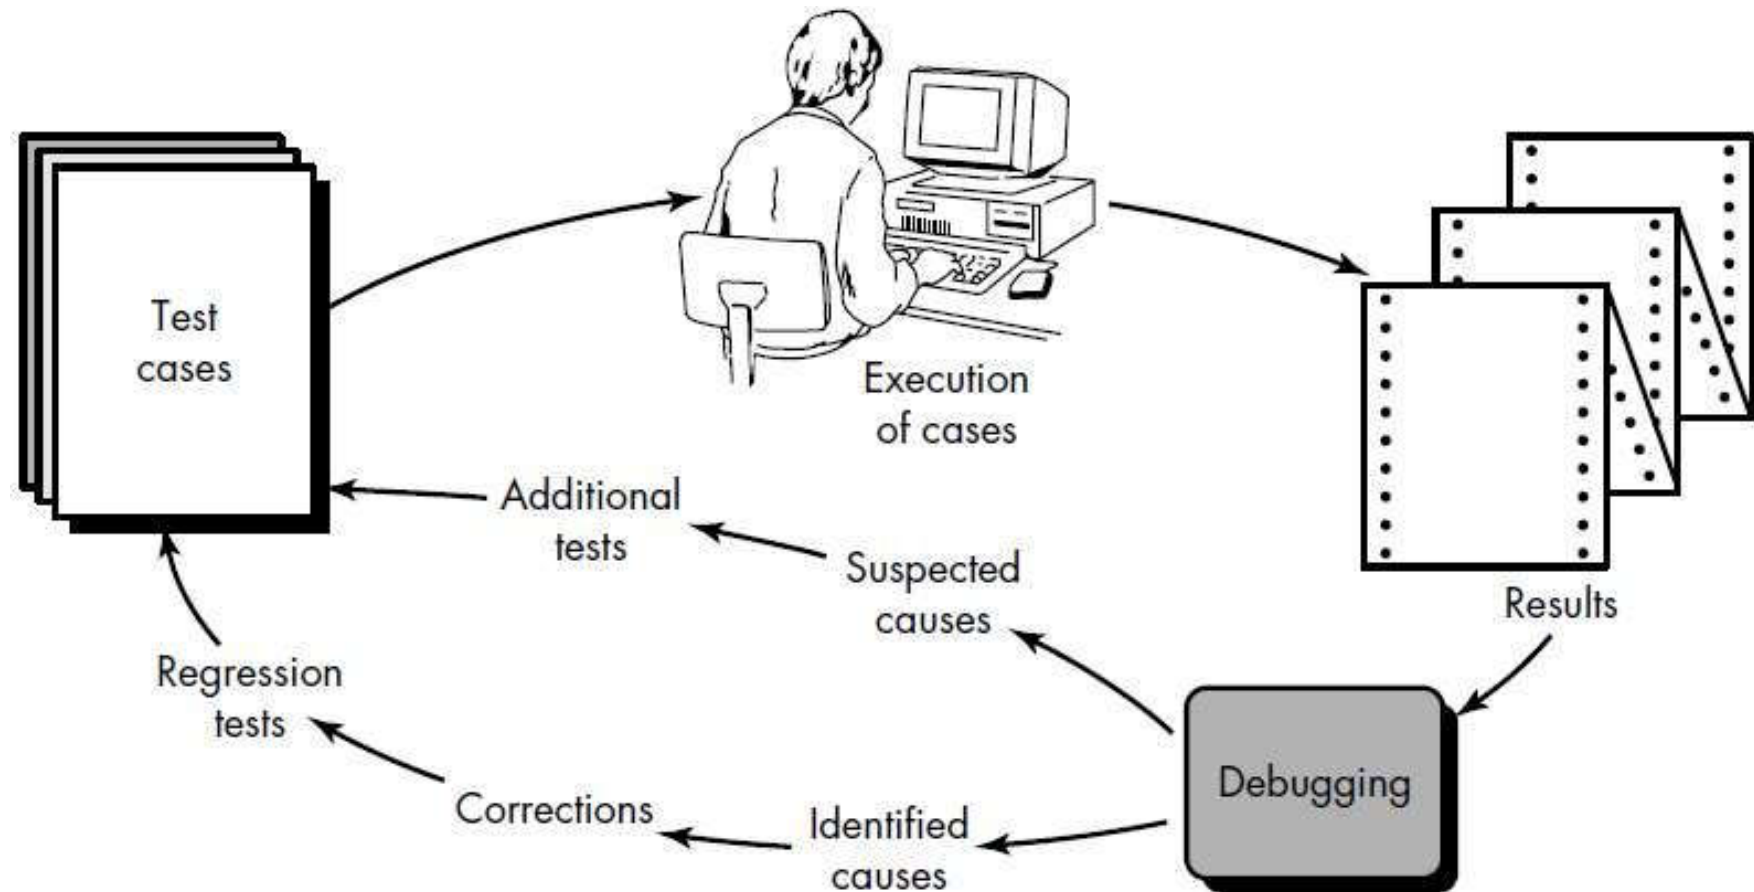 Test
cases
Execution
of cases
Results
Additional
tests
Suspected
causes
Debugging
Identified
causes
Corrections
Regression
tests